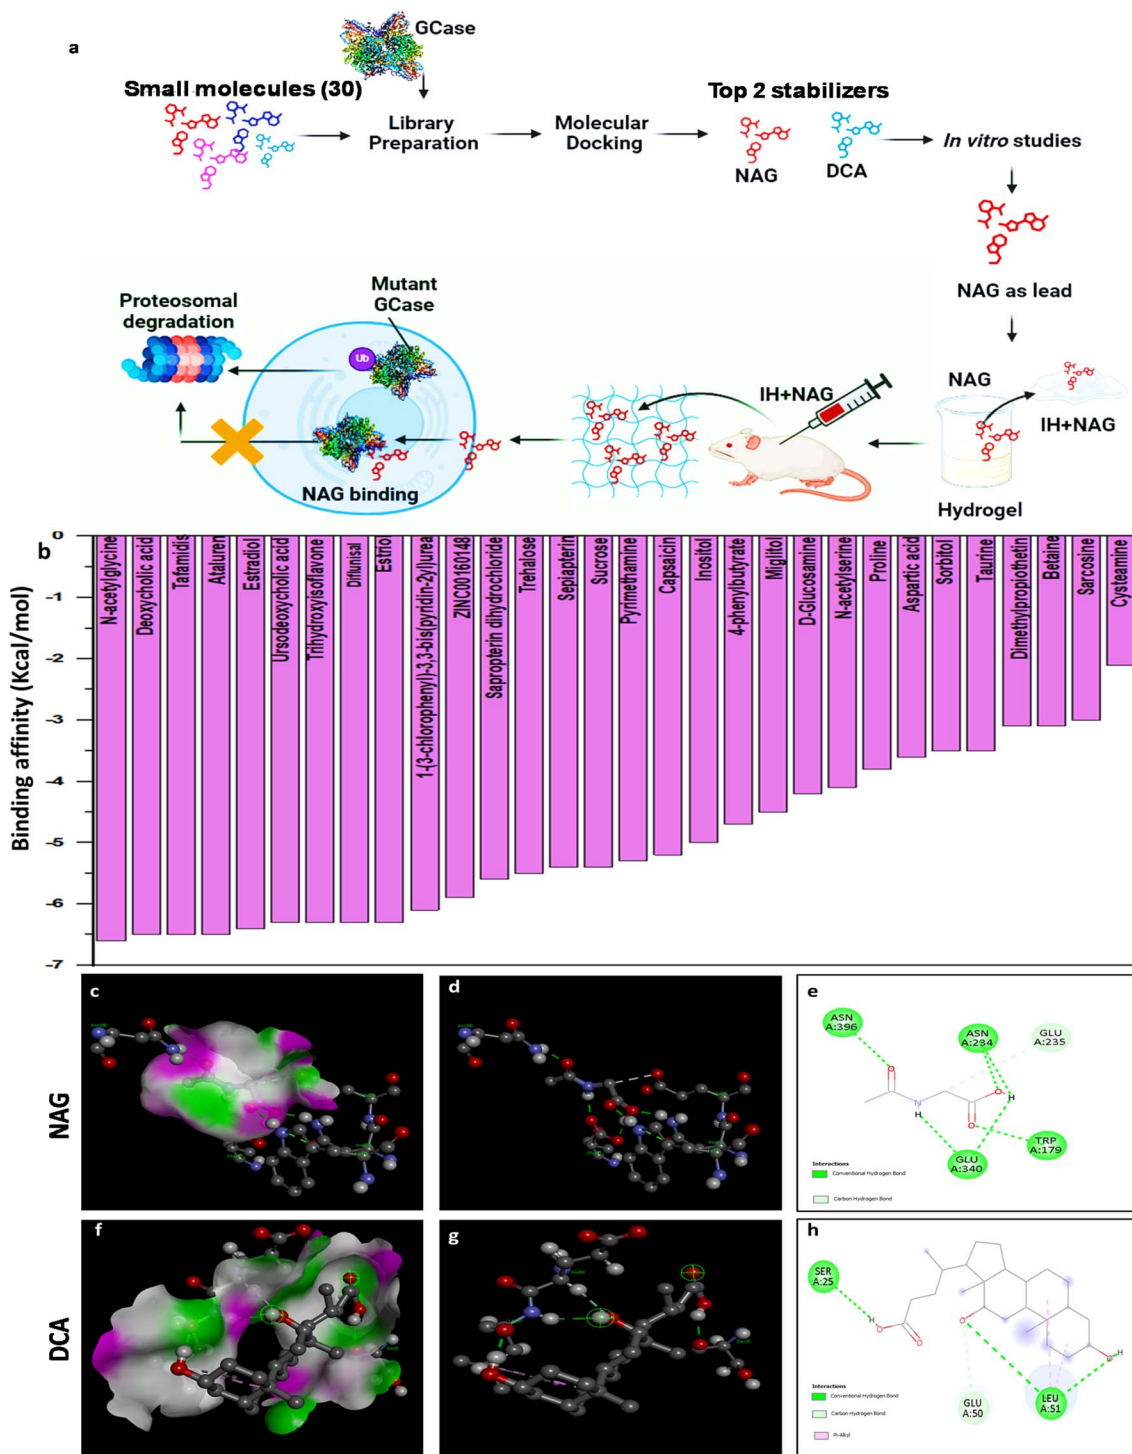 a
GCase
Small molecules (30)
Library
Preparation
Molecular
Docking
Top 2 stabilizers
NAG
DCA
In vitro studies
NAG as lead
Proteosomal
degradation
Mutant
GCase
Ub
NAG binding
IH+NAG
NAG
IH+NAG
Hydrogel
b
Binding affinity (Kcal/mol)
0
-1
-2
-3
-4
-5
-6
-7
N-acetylglycine
Deoxycholic acid
Tafamidis
Ataluren
Estradiol
Ursodeoxycholic acid
Trihydroxyisoflavone
Diflunisal
Estriol
1-(3-chlorophenyl)-3,3-bis(pyridin-2yl)urea
ZINC00160148
Sapropterin dihydrochloride
Trehalose
Sepiapterin
Sucrose
Pyrimethamine
Capsaicin
Inositol
4-phenylbutyrate
Miglitol
D-Glucosamine
N-acetylserine
Proline
Aspartic acid
Sorbitol
Taurine
Dimethylpropiothetin
Betaine
Sarcosine
Cysteamine
NAG
c
d
e
ASN
A:396
ASN
A:234
GLU
A:235
O
N
H
O
O
H
GLU
A:340
TRP
A:179
Interactions
Conventional Hydrogen Bond
Carbon Hydrogen Bond
DCA
f
g
h
SER
A:25
H
O
O
O
O
H
GLU
A:50
LEU
A:51
Interactions
Conventional Hydrogen Bond
Carbon Hydrogen Bond
Pi-Alkyl